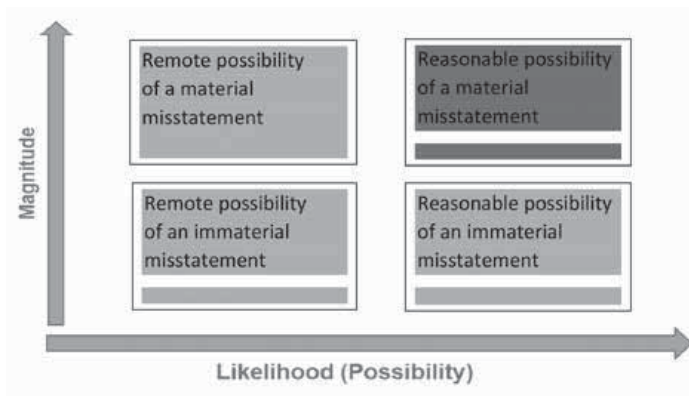 Magnitude
Remote possibility
of a material
misstatement
Reasonable possibility
of a material
misstatement
Remote possibility
of an immaterial
misstatement
Reasonable possibility
of an immaterial
misstatement
Likelihood (Possibility)